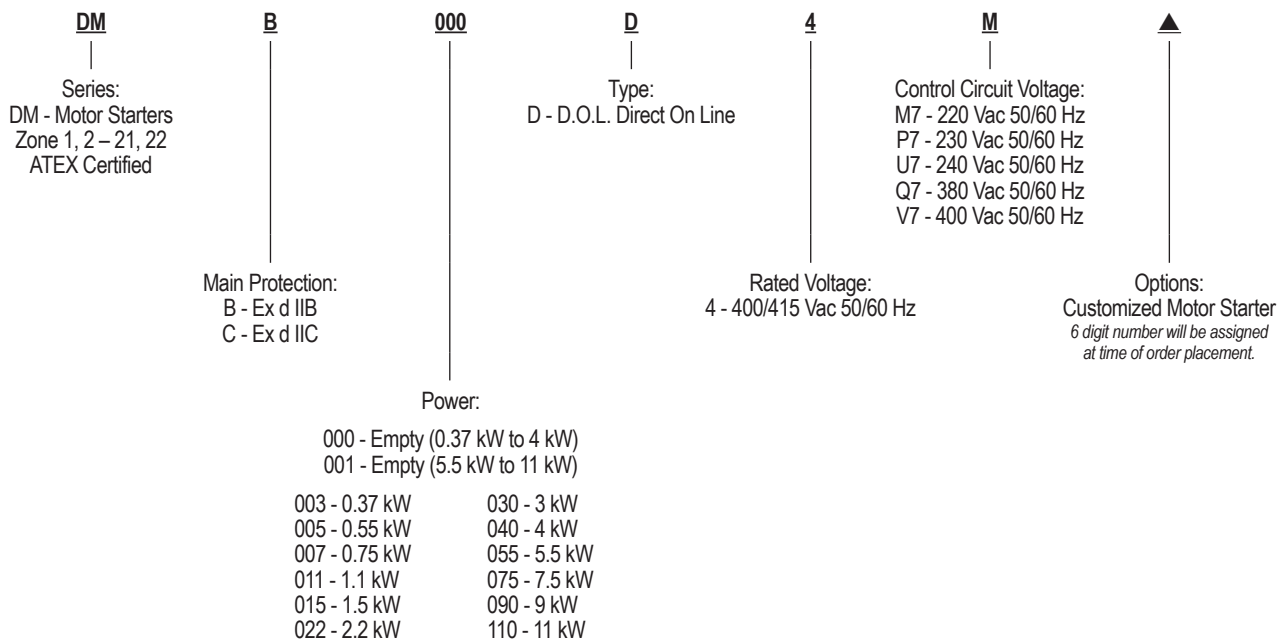 DM B 000 D 4 M ▲
Series:
DM - Motor Starters
Zone 1, 2 – 21, 22
ATEX Certified
Type:
D - D.O.L. Direct On Line
Control Circuit Voltage:
M7 - 220 Vac 50/60 Hz
P7 - 230 Vac 50/60 Hz
U7 - 240 Vac 50/60 Hz
Q7 - 380 Vac 50/60 Hz
V7 - 400 Vac 50/60 Hz
Main Protection:
B - Ex d IIB
C - Ex d IIC
Rated Voltage:
4 - 400/415 Vac 50/60 Hz
Options:
Customized Motor Starter
6 digit number will be assigned
at time of order placement.
Power:
000 - Empty (0.37 kW to 4 kW)
001 - Empty (5.5 kW to 11 kW)
003 - 0.37 kW
005 - 0.55 kW
007 - 0.75 kW
011 - 1.1 kW
015 - 1.5 kW
022 - 2.2 kW
030 - 3 kW
040 - 4 kW
055 - 5.5 kW
075 - 7.5 kW
090 - 9 kW
110 - 11 kW